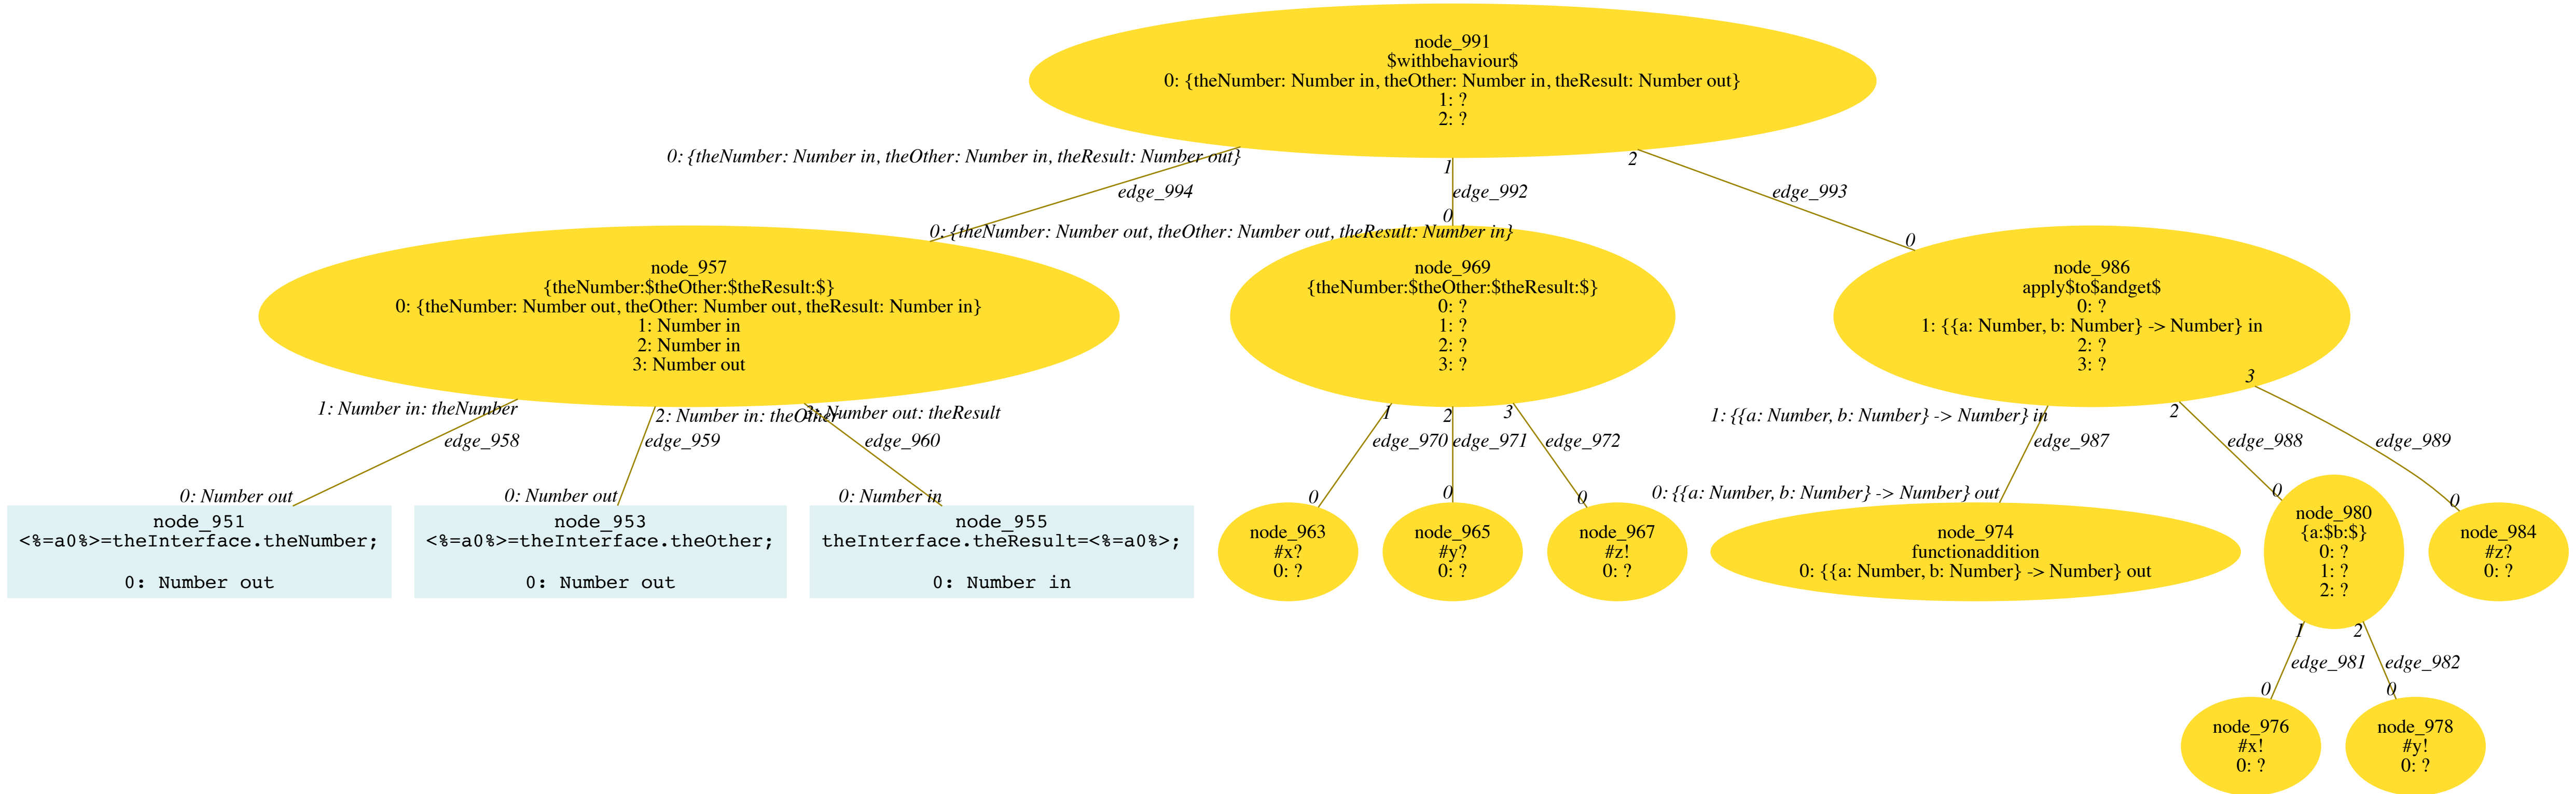 node_991
$withbehaviour$
0: {theNumber: Number in, theOther: Number in, theResult: Number out}
1: ?
2: ?
0: {theNumber: Number in, theOther: Number in, theResult: Number out}
1
2
edge_994
edge_992
edge_993
0: {theNumber: Number out, theOther: Number out, theResult: Number in}
0
0
node_957
{theNumber:$theOther:$theResult:$}
0: {theNumber: Number out, theOther: Number out, theResult: Number in}
1: Number in
2: Number in
3: Number out
node_969
{theNumber:$theOther:$theResult:$}
0: ?
1: ?
2: ?
3: ?
node_986
apply$to$andget$
0: ?
1: {{a: Number, b: Number} -> Number} in
2: ?
3: ?
1: Number in: theNumber
2: Number in: theOther
3: Number out: theResult
1
2
3
1: {{a: Number, b: Number} -> Number} in
2
3
edge_958
edge_959
edge_960
edge_970
edge_971
edge_972
edge_987
edge_988
edge_989
0: Number out
0: Number out
0: Number in
0
0
0
0: {{a: Number, b: Number} -> Number} out
0
0
node_951
<%=a0%>=theInterface.theNumber;
0: Number out
node_953
<%=a0%>=theInterface.theOther;
0: Number out
node_955
theInterface.theResult=<%=a0%>;
0: Number in
node_963
#x?
0: ?
node_965
#y?
0: ?
node_967
#z!
0: ?
node_974
functionaddition
0: {{a: Number, b: Number} -> Number} out
node_980
{a:$b:$}
0: ?
1: ?
2: ?
node_984
#z?
0: ?
1
2
edge_981
edge_982
0
0
node_976
#x!
0: ?
node_978
#y!
0: ?